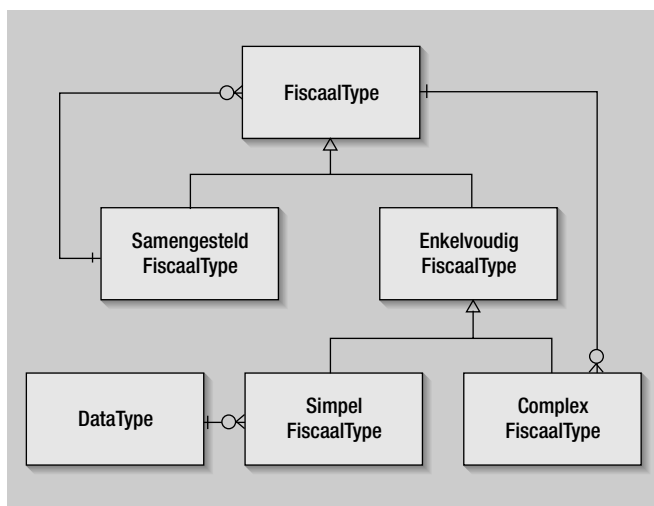 FiscaalType
Samengesteld
FiscaalType
Enkelvoudig
FiscaalType
DataType
Simpel
FiscaalType
Complex
FiscaalType